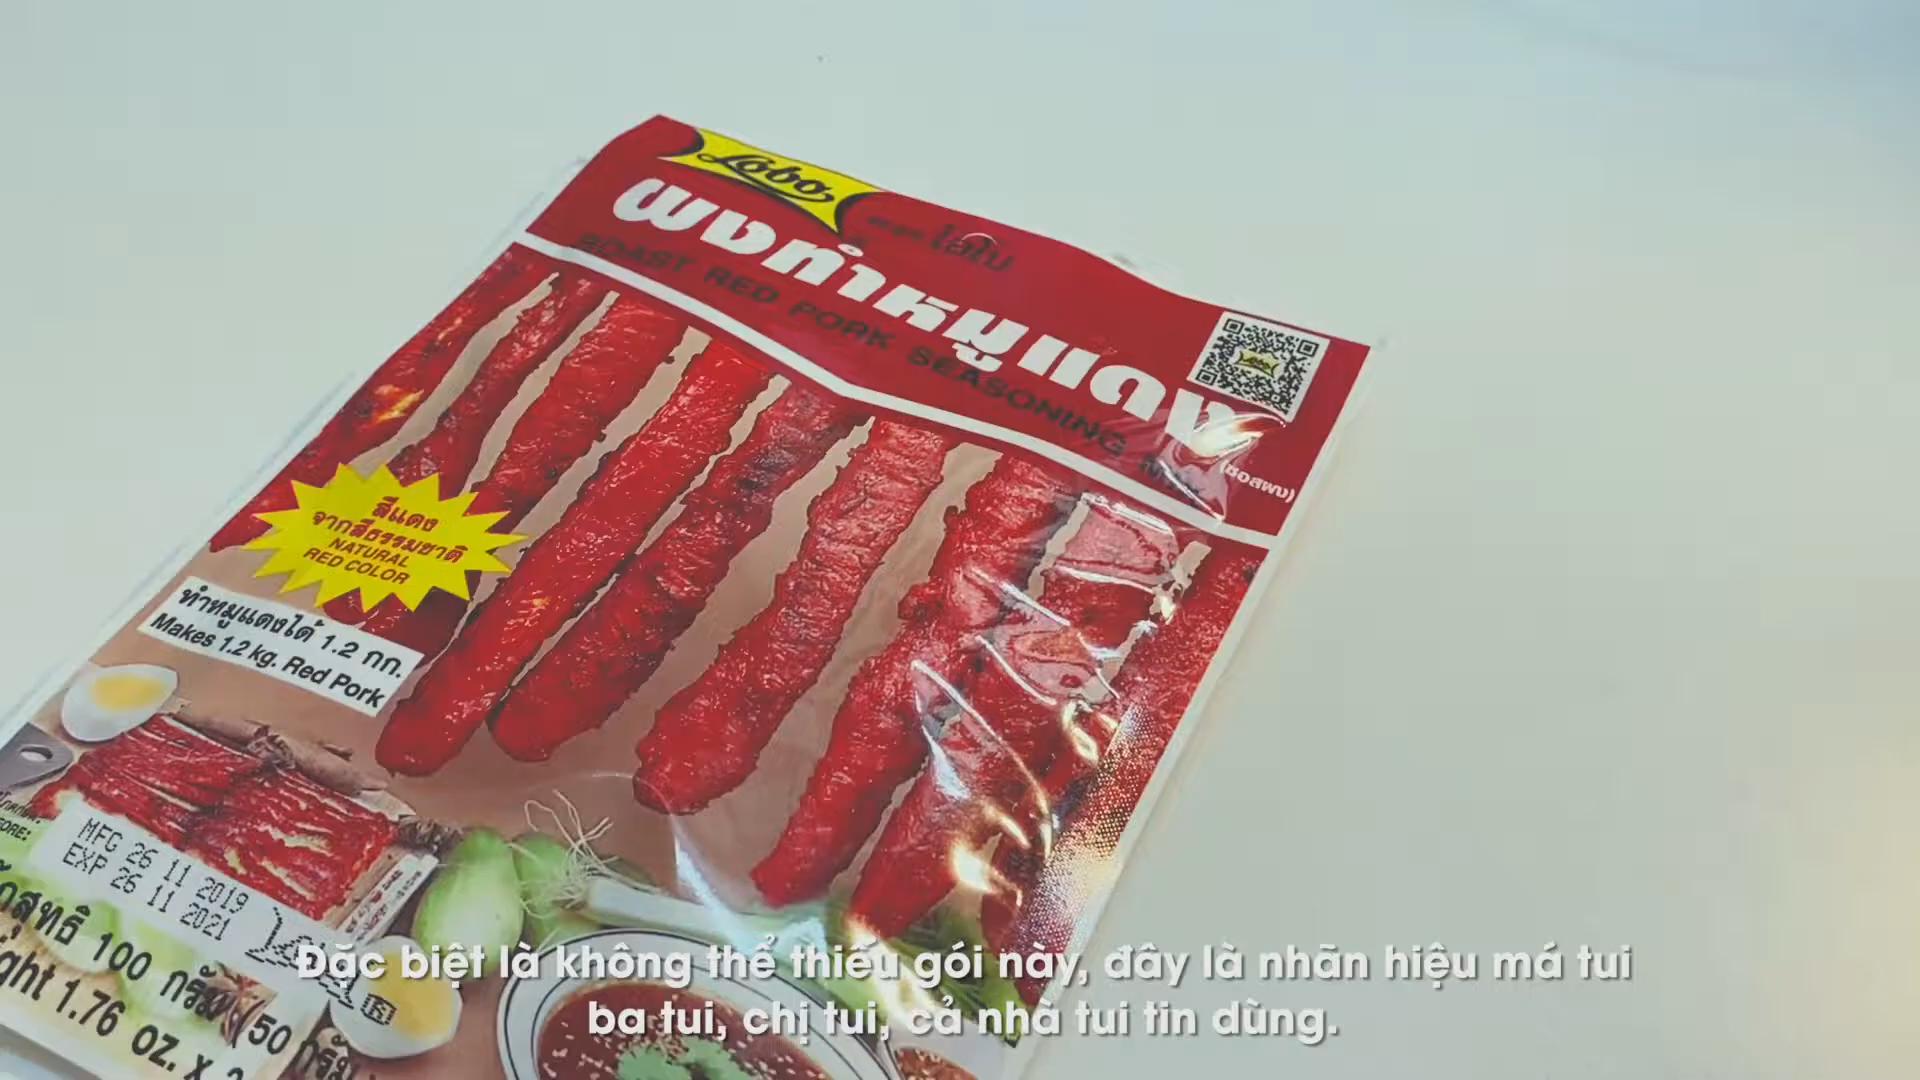 Lobo
โลโบ
ผงทำหมูแดง
ROAST RED PORK SEASONING MIX
(ซอสผง)
สีแดง
จากสีธรรมชาติ
NATURAL
RED COLOR
ทำหมูแดงได้ 1.2 กก.
Makes 1.2 kg. Red Pork
MFG 26 11 2019
EXP 26 11 2021
100 กรัม (50 กรัม
1.76 oz. x 2
Đặc biệt là không thể thiếu gói này, đây là nhãn hiệu má tui
ba tui, chị tui, cả nhà tui tin dùng.